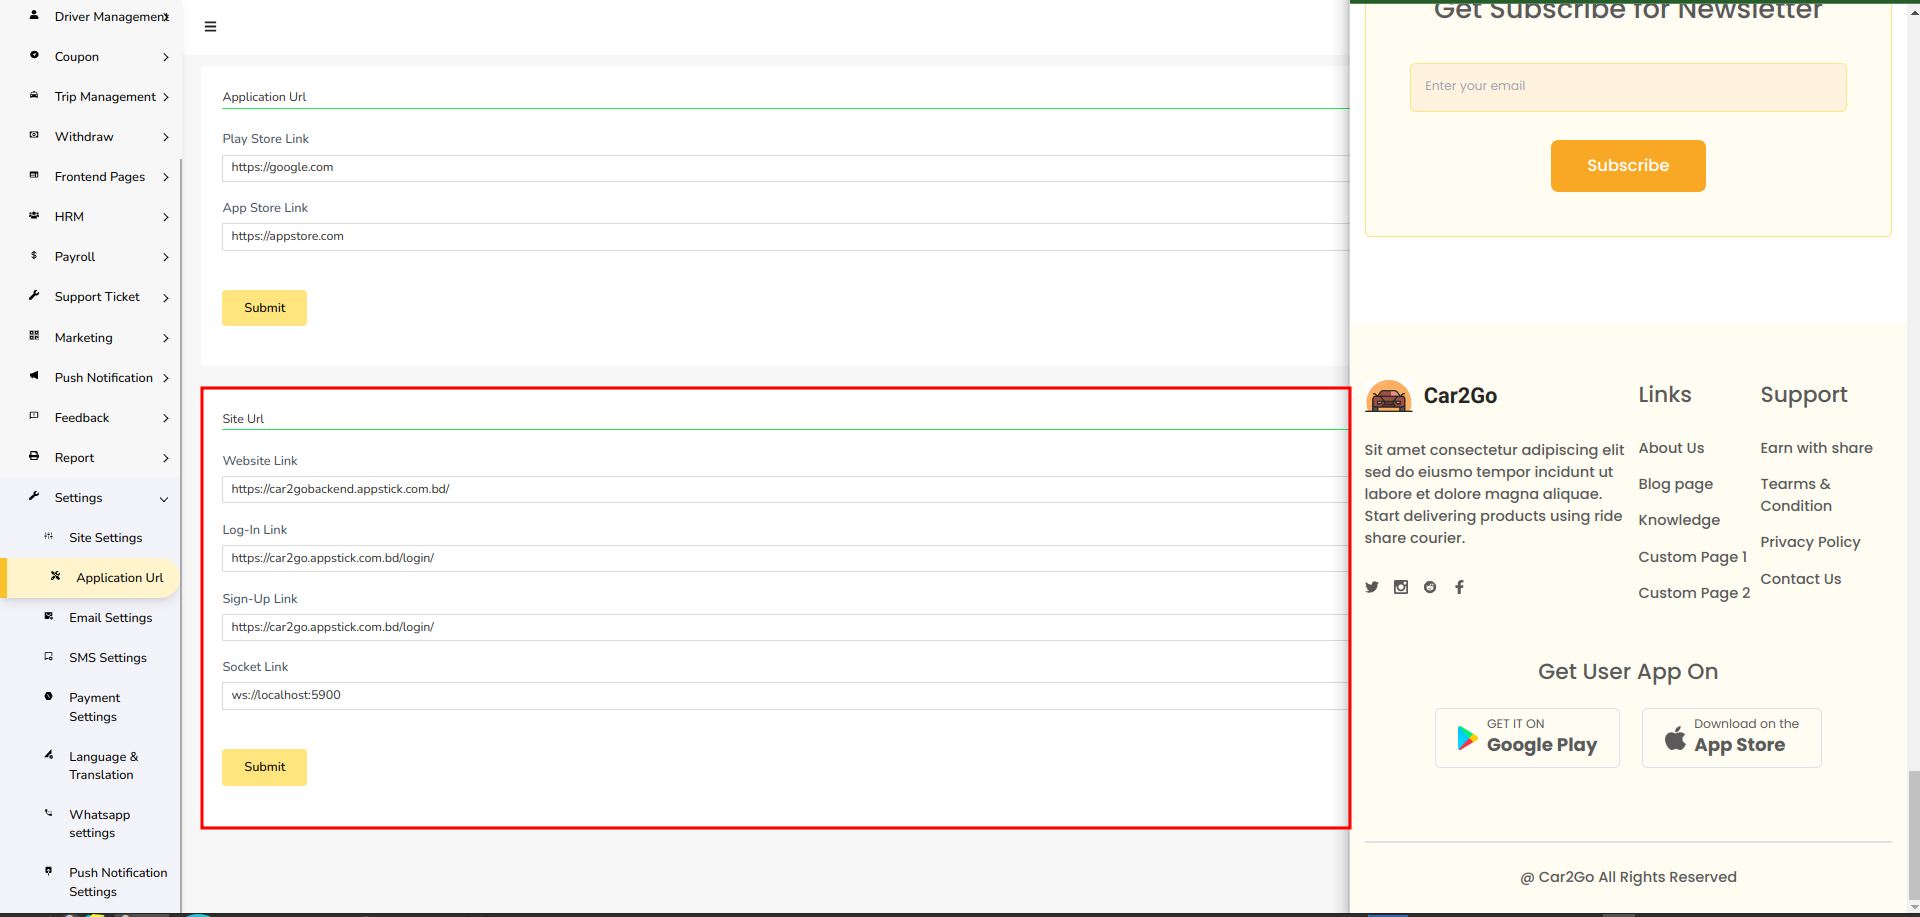 Driver Management
Coupon
Trip Management
Withdraw
Frontend Pages
HRM
Payroll
Support Ticket
Marketing
Push Notification
Feedback
Report
Settings
Site Settings
Application Url
Email Settings
SMS Settings
Payment
Settings
Language &
Translation
Whatsapp
settings
Push Notification
Settings
Application Url
Play Store Link
https://google.com
App Store Link
https://appstore.com
Submit
Site Url
Website Link
https://car2gobackend.appstick.com.bd/
Log-In Link
https://car2go.appstick.com.bd/login/
Sign-Up Link
https://car2go.appstick.com.bd/login/
Socket Link
ws://localhost:5900
Submit
Get Subscribe for Newsletter
Enter your email
Subscribe
Car2Go
Sit amet consectetur adipiscing elit
sed do eiusmo tempor incidunt ut
labore et dolore magna aliquae.
Start delivering products using ride
share courier.
Links
About Us
Blog page
Knowledge
Custom Page 1
Custom Page 2
Support
Earn with share
Tearms &
Condition
Privacy Policy
Contact Us
Get User App On
GET IT ON
Google Play
Download on the
App Store
@ Car2Go All Rights Reserved